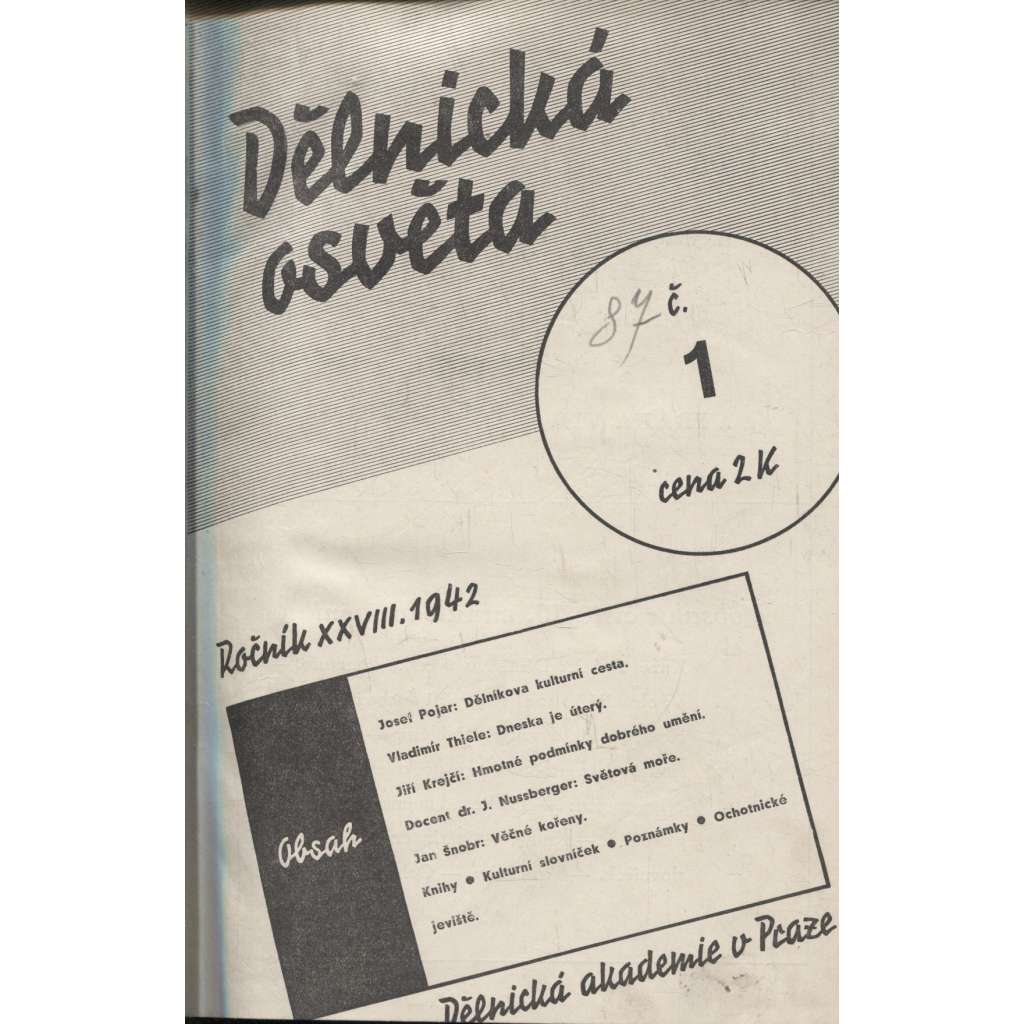 Dělnická
osvěta
87
č.
1
cena 2 K
Ročník XXVIII. 1942
Obsah
Josef Pojar: Dělníkova kulturní cesta.
Vladimír Thiele: Dneska je úterý.
Jiří Krejčí: Hmotné podmínky dobrého umění.
Docent dr. J. Nussberger: Světová moře.
Jan Šnobr: Věčné kořeny.
Knihy ● Kulturní slovníček ● Poznámky ● Ochotnické
jeviště.
Dělnická akademie v Praze